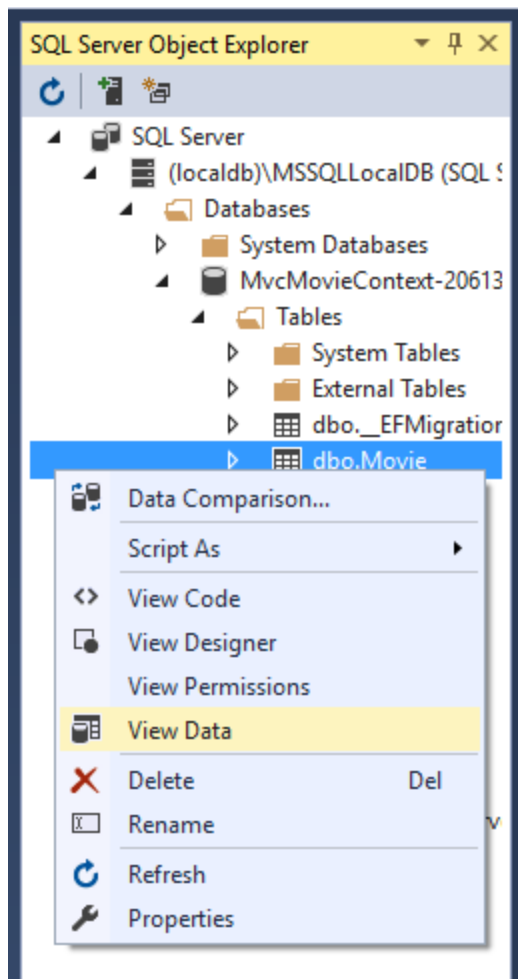 SQL Server Object Explorer
SQL Server
(localdb)\MSSQLLocalDB (SQL
Databases
System Databases
MvcMovieContext-20613
Tables
System Tables
External Tables
dbo.__EFMigration
dbo.Movie
Data Comparison...
Script As
View Code
View Designer
View Permissions
View Data
Delete Del
Rename
Refresh
Properties